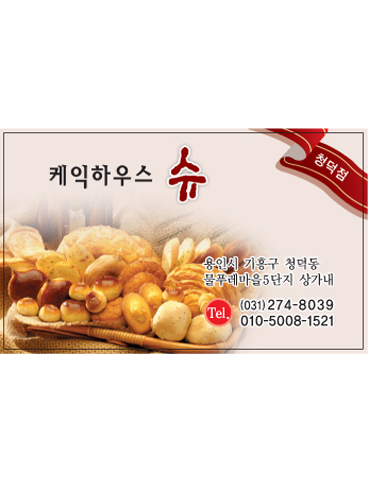 케익하우스 슈
청덕점
용인시 기흥구 청덕동
물푸레마을5단지 상가내
Tel. (031)274-8039
010-5008-1521